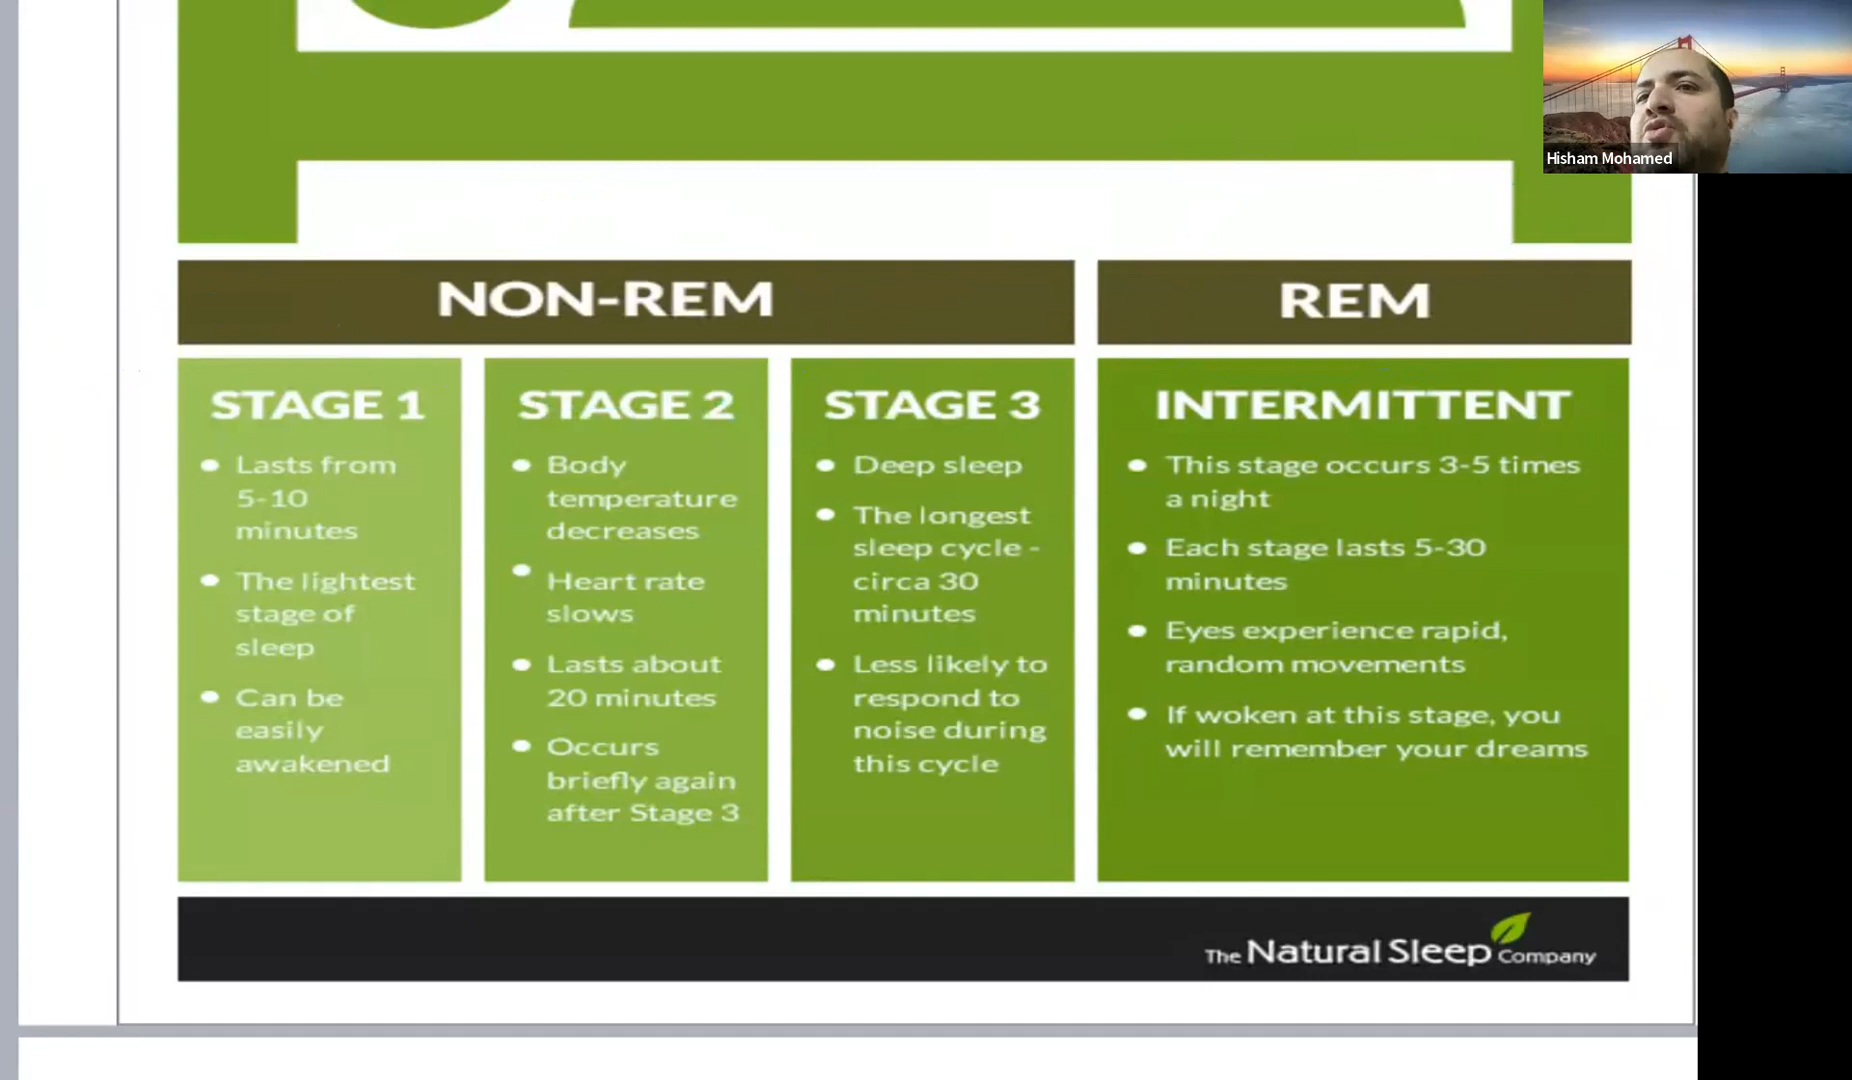 Hisham Mohamed
NON-REM
REM
STAGE 1
Lasts from
5-10
minutes
The lightest
stage of
sleep
Can be
easily
awakened
STAGE 2
Body
temperature
decreases
Heart rate
slows
Lasts about
20 minutes
Occurs
briefly again
after Stage 3
STAGE 3
Deep sleep
The longest
sleep cycle -
circa 30
minutes
Less likely to
respond to
noise during
this cycle
INTERMITTENT
This stage occurs 3-5 times
a night
Each stage lasts 5-30
minutes
Eyes experience rapid,
random movements
If woken at this stage, you
will remember your dreams
The Natural Sleep Company